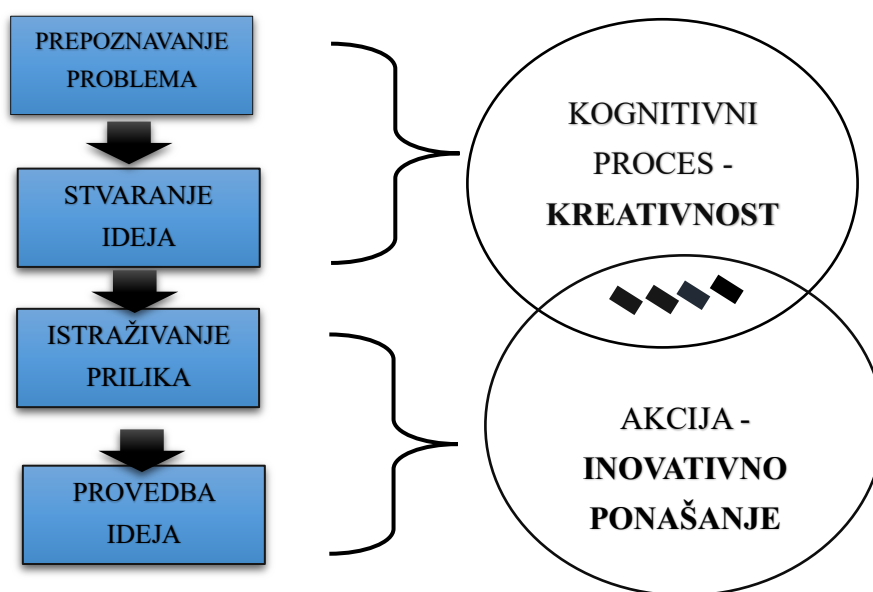 PREPOZNAVANJE
PROBLEMA
STVARANJE
IDEJA
ISTRAŽIVANJE
PRILIKA
PROVEDBA
IDEJA
KOGNITIVNI
PROCES -
KREATIVNOST
AKCIJA -
INOVATIVNO
PONAŠANJE